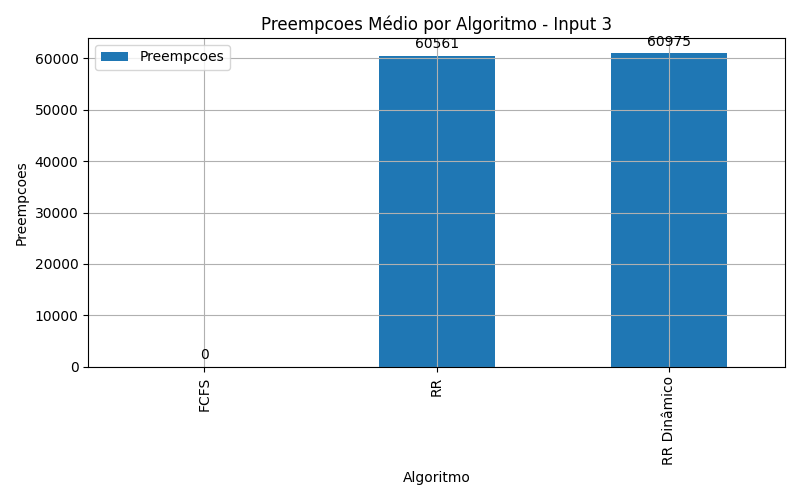 Preempcoes Médio por Algoritmo - Input 3
Preempcoes
60561
60975
0
60000
50000
40000
30000
20000
10000
0
Preempcoes
FCFS
RR
RR Dinâmico
Algoritmo